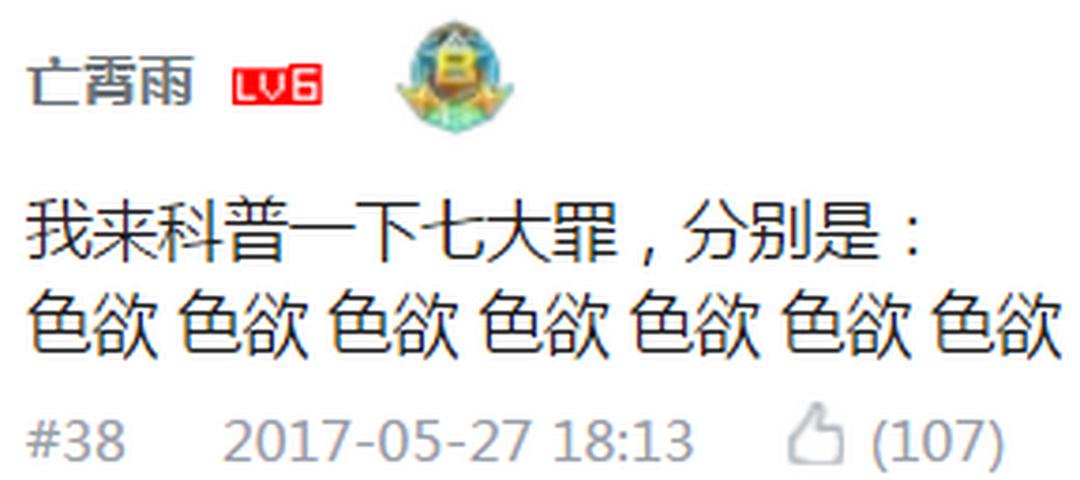 亡霄雨 LV6
我来科普一下七大罪，分别是：
色欲 色欲 色欲 色欲 色欲 色欲 色欲
#38 2017-05-27 18:13 (107)